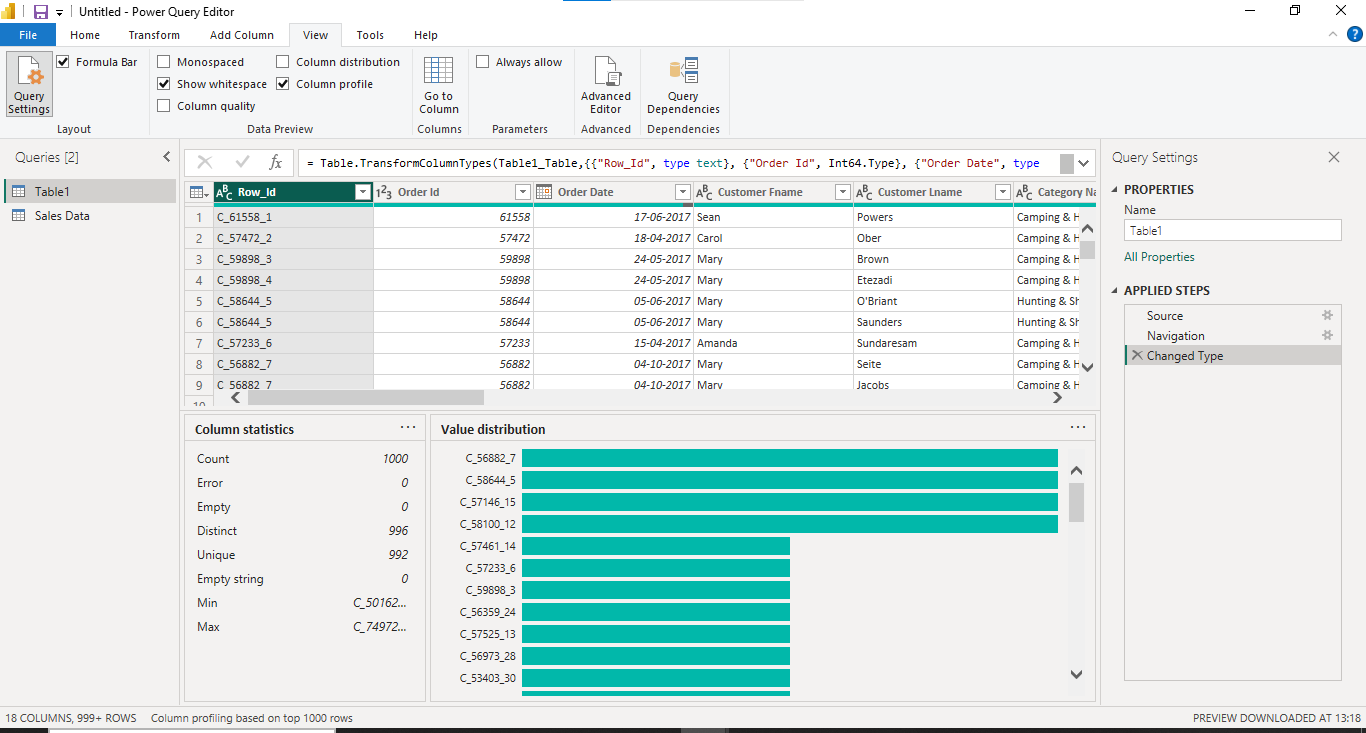 Untitled - Power Query Editor
File Home Transform Add Column View Tools Help
Query Settings
Formula Bar
Layout
Monospaced
Show whitespace
Column quality
Column distribution
Column profile
Data Preview
Go to Column
Columns
Always allow
Parameters
Advanced Editor
Advanced
Query Dependencies
Dependencies
Queries [2]
Table1
Sales Data
fx = Table.TransformColumnTypes(Table1_Table,{{"Row_Id", type text}, {"Order Id", Int64.Type}, {"Order Date", type
Row_Id Order Id Order Date Customer Fname Customer Lname Category Na
1 C_61558_1 61558 17-06-2017 Sean Powers Camping & H
2 C_57472_2 57472 18-04-2017 Carol Ober Camping & H
3 C_59898_3 59898 24-05-2017 Mary Brown Camping & H
4 C_59898_4 59898 24-05-2017 Mary Etezadi Camping & H
5 C_58644_5 58644 05-06-2017 Mary O'Briant Hunting & Sh
6 C_58644_5 58644 05-06-2017 Mary Saunders Hunting & Sh
7 C_57233_6 57233 15-04-2017 Amanda Sundaresam Camping & H
8 C_56882_7 56882 04-10-2017 Mary Seite Camping & H
9 C_56882_7 56882 04-10-2017 Mary Jacobs Camping & H
10
Column statistics
Count 1000
Error 0
Empty 0
Distinct 996
Unique 992
Empty string 0
Min C_50162...
Max C_74972...
Value distribution
C_56882_7
C_58644_5
C_57146_15
C_58100_12
C_57461_14
C_57233_6
C_59898_3
C_56359_24
C_57525_13
C_56973_28
C_53403_30
Query Settings
PROPERTIES
Name
Table1
All Properties
APPLIED STEPS
Source
Navigation
Changed Type
18 COLUMNS, 999+ ROWS Column profiling based on top 1000 rows
PREVIEW DOWNLOADED AT 13:18